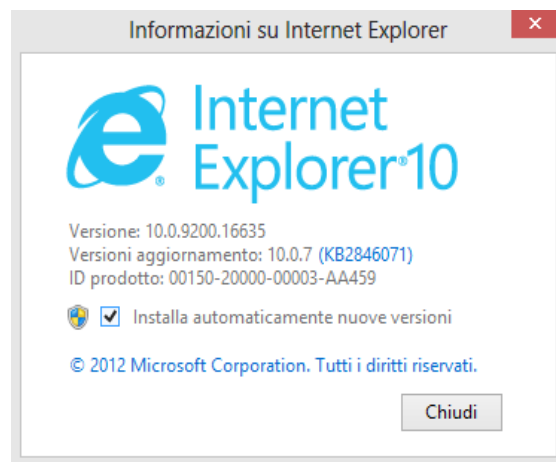 Informazioni su Internet Explorer
Internet
Explorer®10
Versione: 10.0.9200.16635
Versioni aggiornamento: 10.0.7 (KB2846071)
ID prodotto: 00150-20000-00003-AA459
Installa automaticamente nuove versioni
© 2012 Microsoft Corporation. Tutti i diritti riservati.
Chiudi